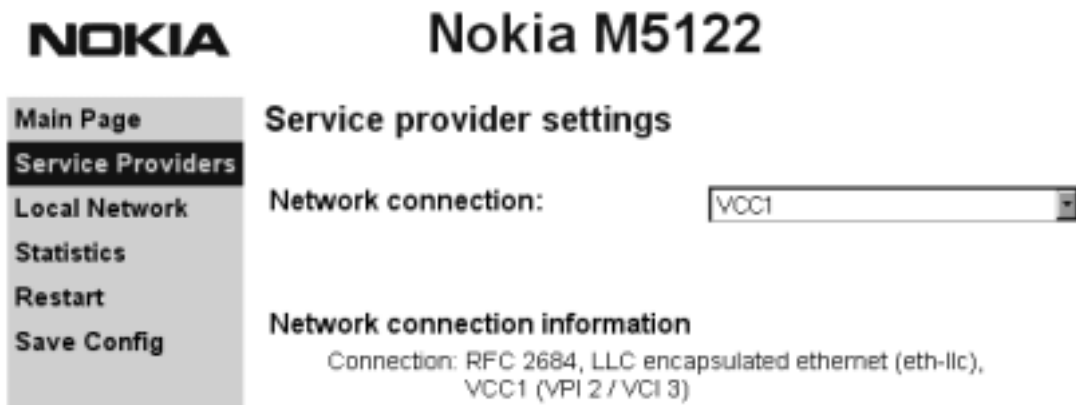 NOKIA
Nokia M5122
Main Page
Service Providers
Local Network
Statistics
Restart
Save Config
Service provider settings
Network connection:
VCC1
Network connection information
Connection: RFC 2684, LLC encapsulated ethernet (eth-llc),
VCC1 (VPI 2 / VCI 3)